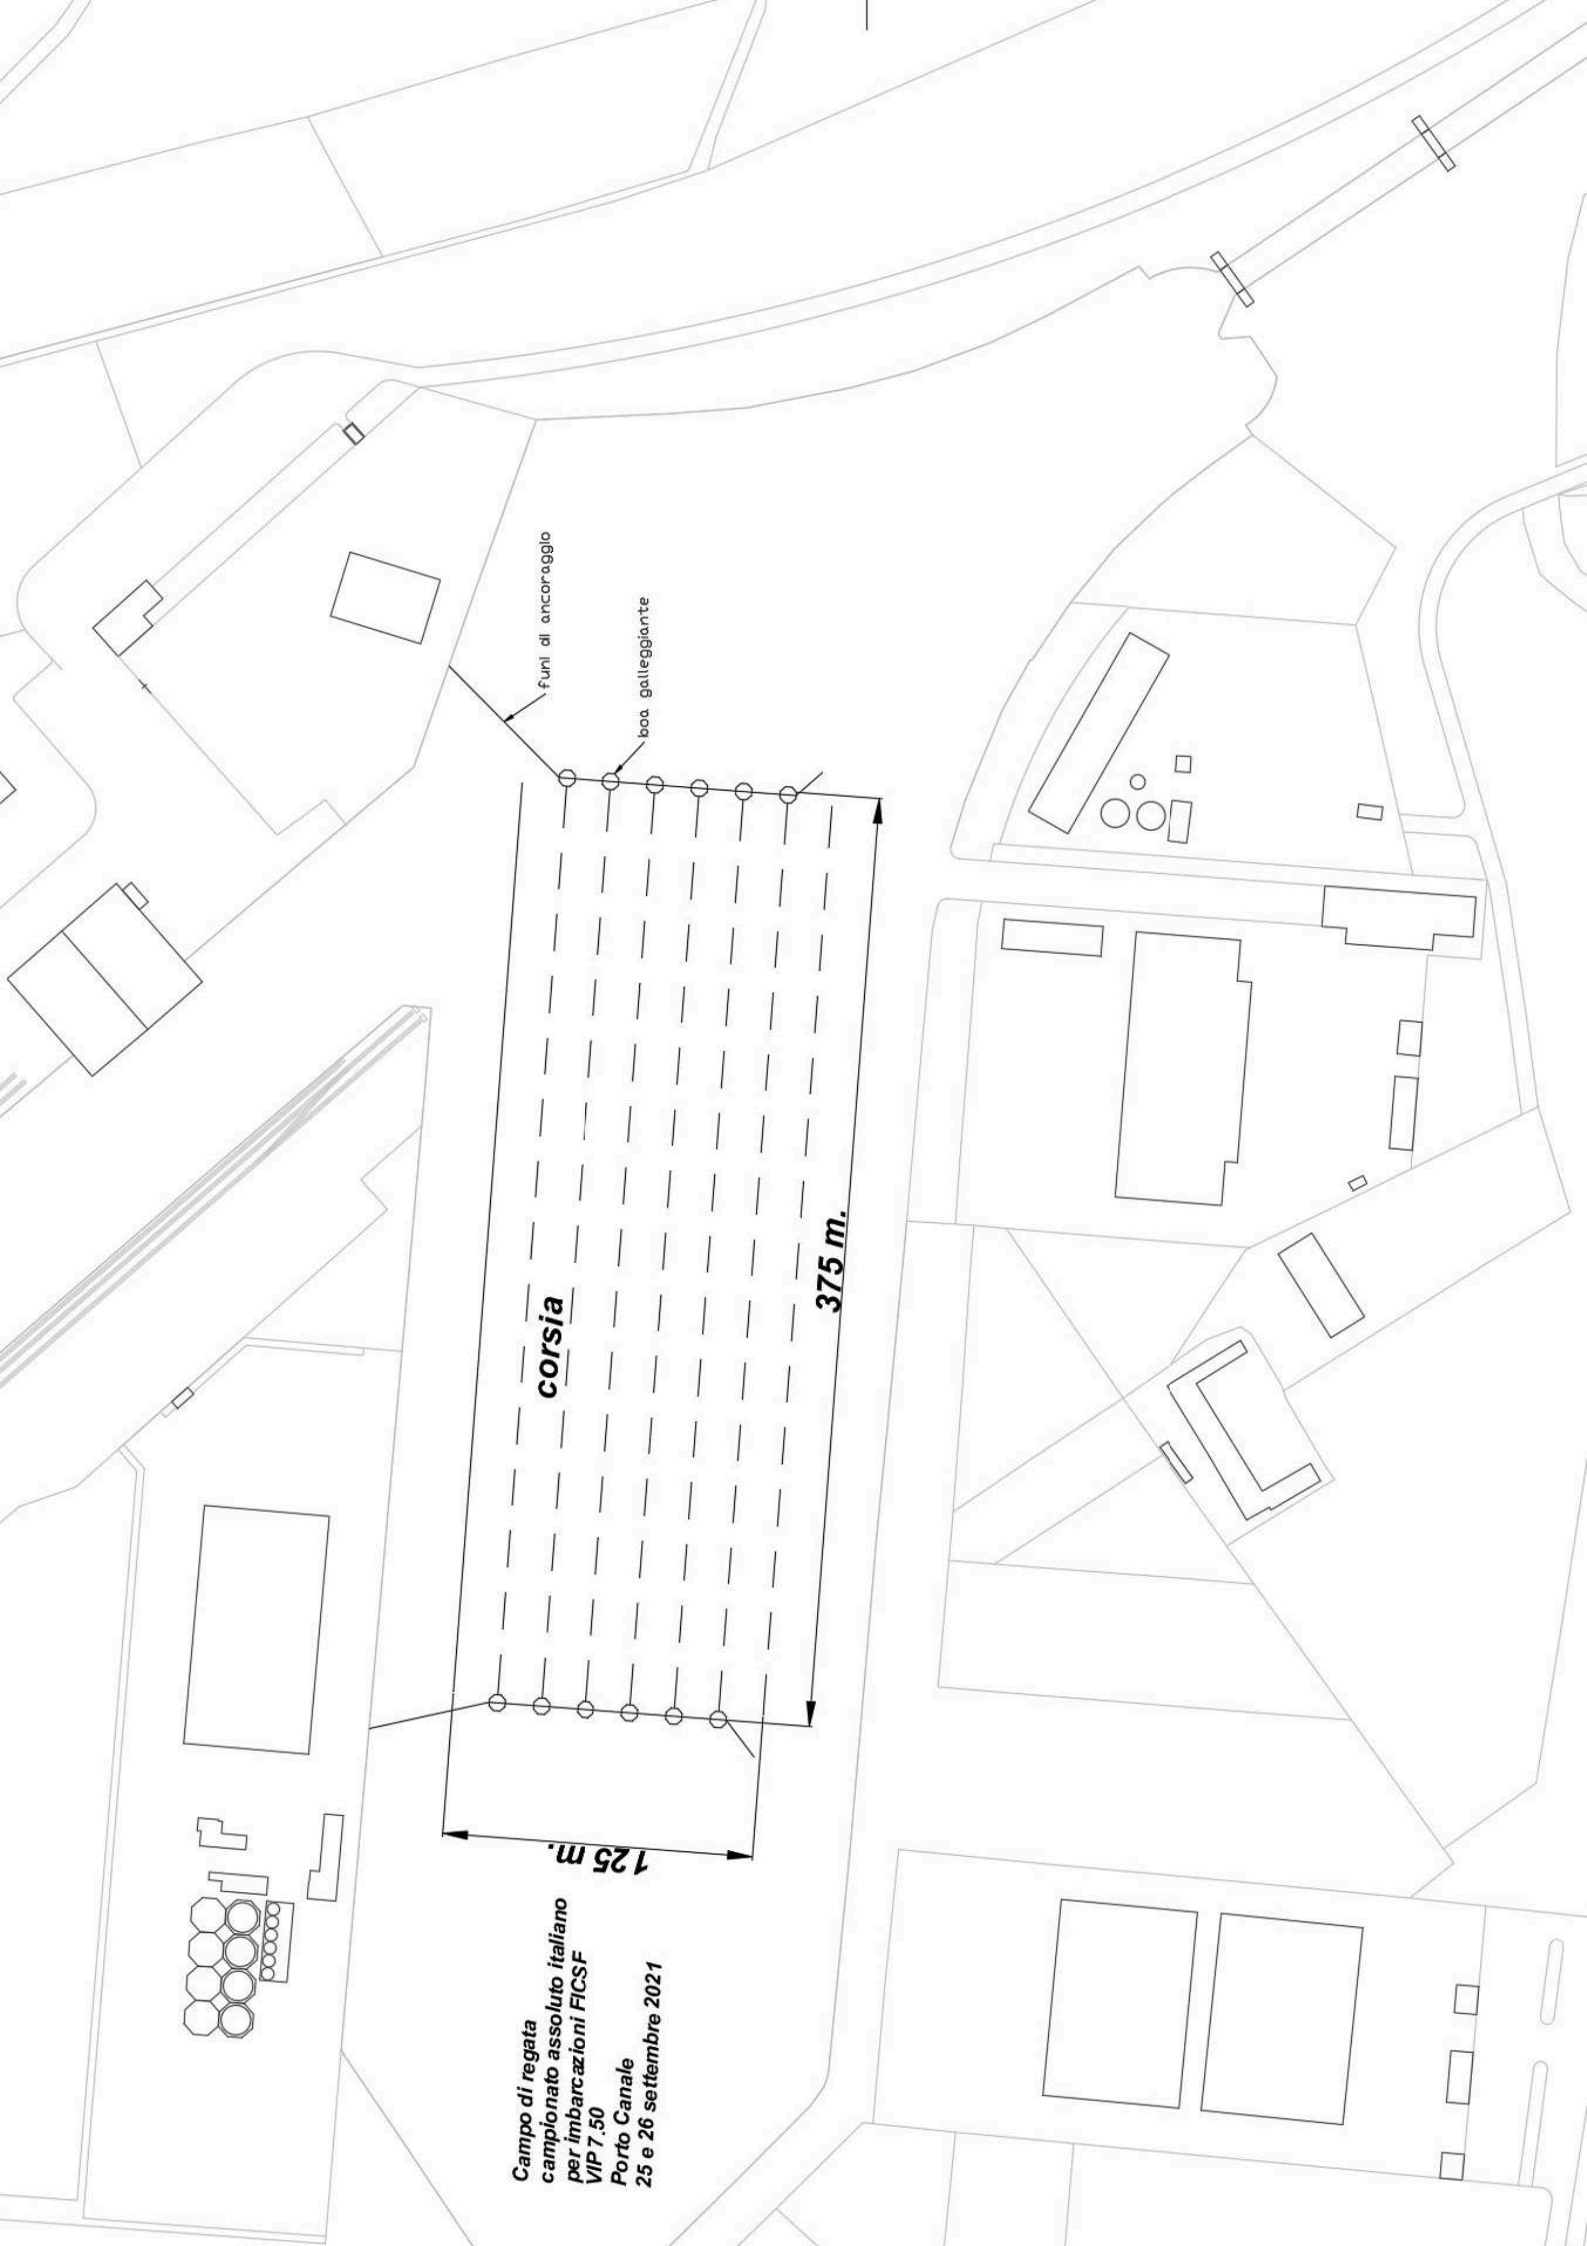 funi di ancoraggio
boa galleggiante
corsia
375 m.
125 m.
Campo di regata
campionato assoluto italiano
per imbarcazioni FICSF
VIP 7.50
Porto Canale
25 e 26 settembre 2021